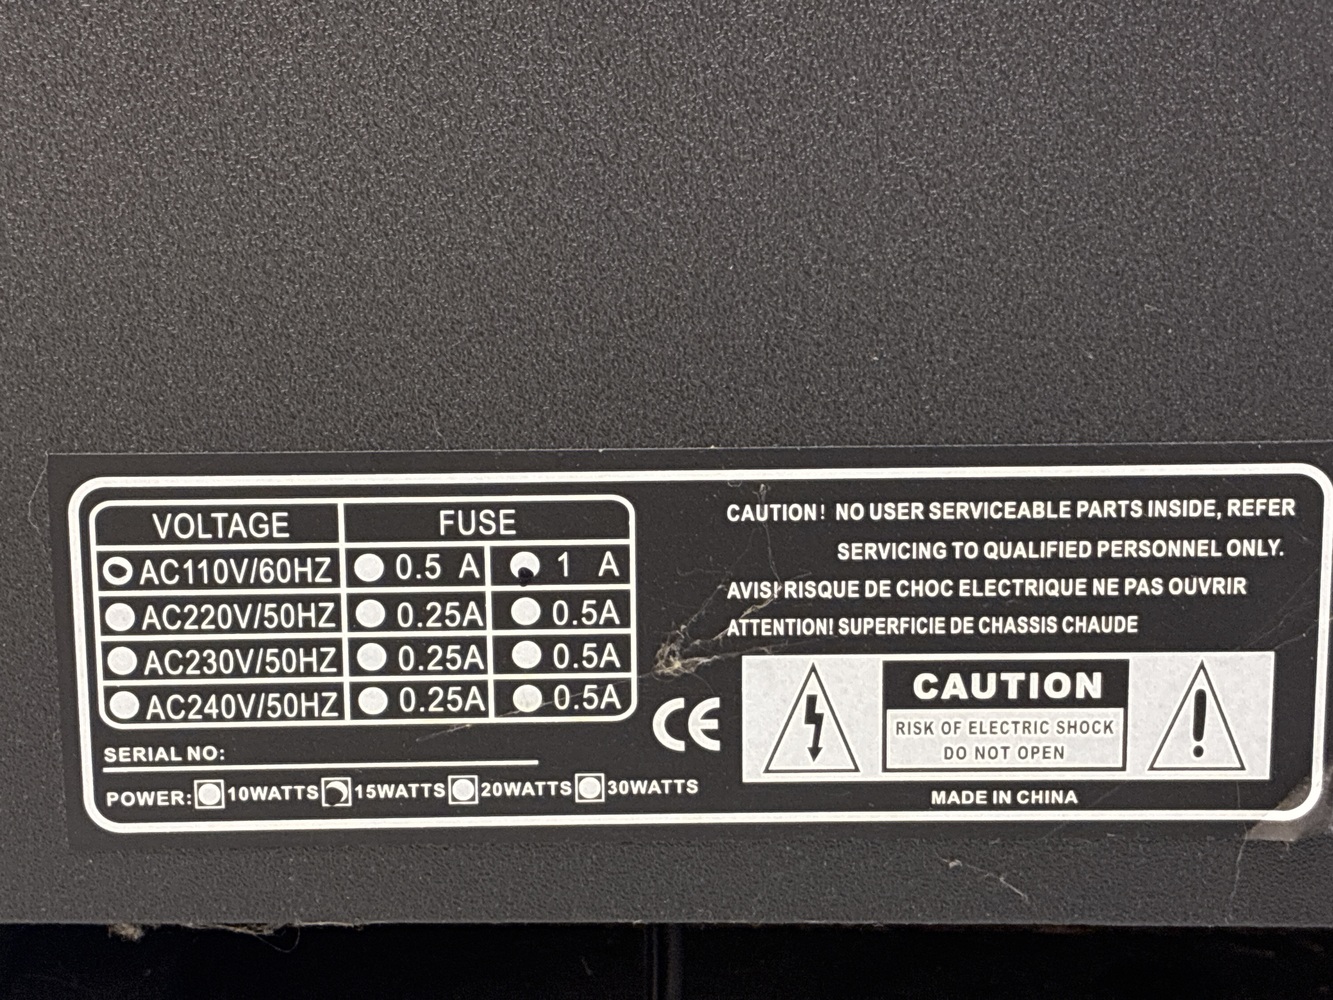 VOLTAGE FUSE
AC110V/60HZ 0.5 A 1 A
AC220V/50HZ 0.25A 0.5A
AC230V/50HZ 0.25A 0.5A
AC240V/50HZ 0.25A 0.5A
SERIAL NO:
POWER: 10WATTS 15WATTS 20WATTS 30WATTS
CE
CAUTION! NO USER SERVICEABLE PARTS INSIDE, REFER
SERVICING TO QUALIFIED PERSONNEL ONLY.
AVIS! RISQUE DE CHOC ELECTRIQUE NE PAS OUVRIR
ATTENTION! SUPERFICIE DE CHASSIS CHAUDE
CAUTION
RISK OF ELECTRIC SHOCK
DO NOT OPEN
MADE IN CHINA